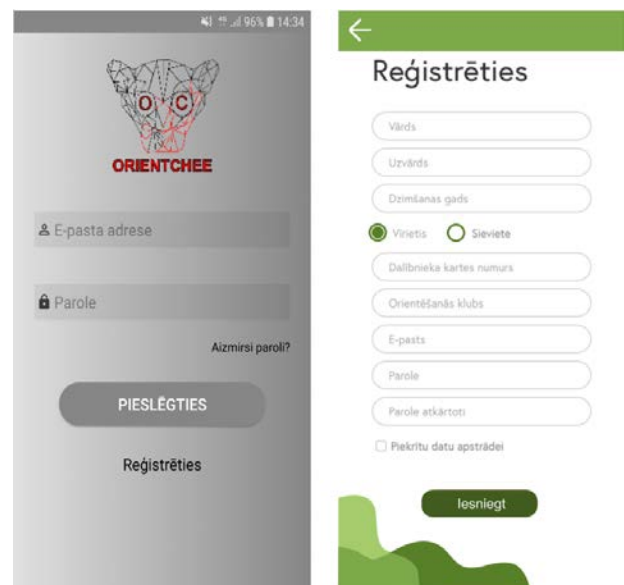 96% 14:34
O C
ORIENTCHEE
E-pasta adrese
Parole
Aizmirsi paroli?
PIESLĒGTIES
Reģistrēties
Reģistrēties
Vārds
Uzvārds
Dzimšanas gads
Vīrietis Sieviete
Dalībnieka kartes numurs
Orientēšanās klubs
E-pasts
Parole
Parole atkārtoti
Piekrītu datu apstrādei
Iesniegt